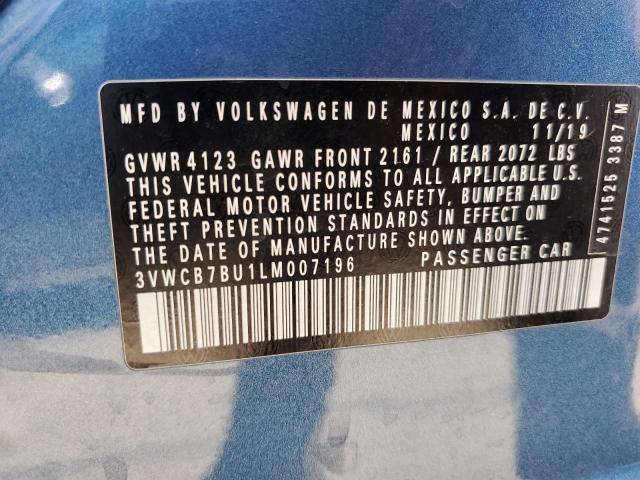 MFD BY VOLKSWAGEN DE MEXICO S.A. DE C.V.
MEXICO 11/19
GVWR 4123 GAWR FRONT 2161 / REAR 2072 LBS
THIS VEHICLE CONFORMS TO ALL APPLICABLE U.S.
FEDERAL MOTOR VEHICLE SAFETY, BUMPER AND
THEFT PREVENTION STANDARDS IN EFFECT ON
THE DATE OF MANUFACTURE SHOWN ABOVE.
3VWCB7BU1LM007196 PASSENGER CAR
4741525 3387 M